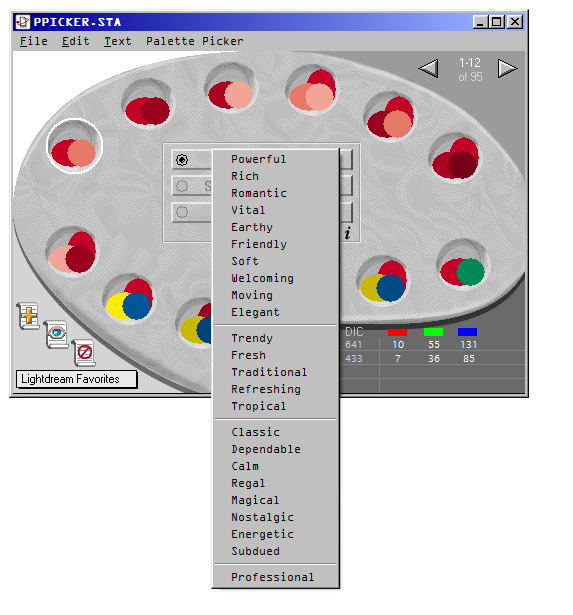 PPICKER.STA
File Edit Text Palette Picker
1-12
of 95
S
i
Powerful
Rich
Romantic
Vital
Earthy
Friendly
Soft
Welcoming
Moving
Elegant
Trendy
Fresh
Traditional
Refreshing
Tropical
Classic
Dependable
Calm
Regal
Magical
Nostalgic
Energetic
Subdued
Professional
DIC
641 10 55 131
433 7 36 85
Lightdream Favorites